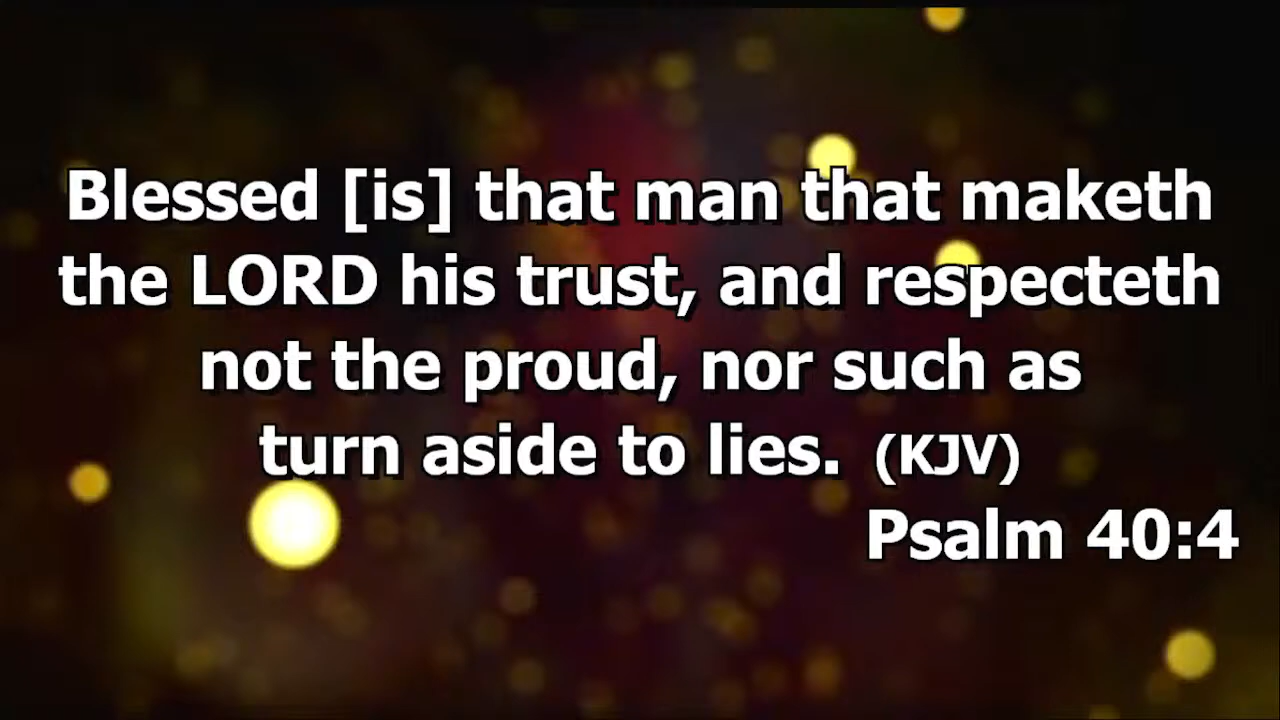 Blessed [is] that man that maketh
the LORD his trust, and respecteth
not the proud, nor such as
turn aside to lies. (KJV)
Psalm 40:4